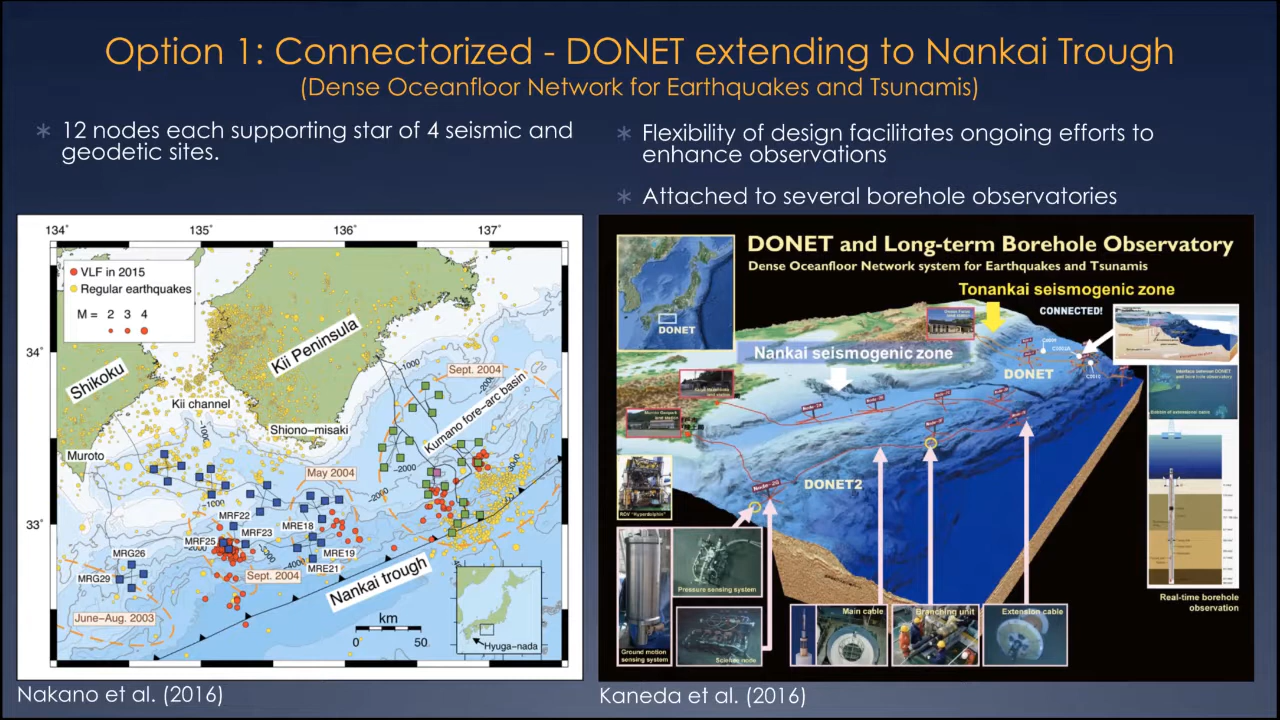 Option 1: Connectorized - DONET extending to Nankai Trough
(Dense Oceanfloor Network for Earthquakes and Tsunamis)
12 nodes each supporting star of 4 seismic and
geodetic sites.
Flexibility of design facilitates ongoing efforts to
enhance observations
Attached to several borehole observatories
134°
135°
136°
137°
VLF in 2015
Regular earthquakes
M = 2 3 4
34°
33°
Shikoku
Kii Peninsula
Kii channel
Shiono-misaki
Muroto
Sept. 2004
Kumano fore-arc basin
May 2004
-1000
-2000
MRF22
MRF23
MRF25
MRE18
MRE19
MRE21
MRG26
MRG29
Sept. 2004
June-Aug. 2003
Nankai trough
km
0 50
Hyuga-nada
Nakano et al. (2016)
DONET and Long-term Borehole Observatory
Dense Oceanfloor Network system for Earthquakes and Tsunamis
Tonankai seismogenic zone
CONNECTED!
DONET
Nankai seismogenic zone
DONET
DONET2
ROV "Hyperdolphin"
Pressure sensing system
Ground motion
sensing system
Science node
Main cable
Branching unit
Extension cable
Real-time borehole
observation
Kaneda et al. (2016)